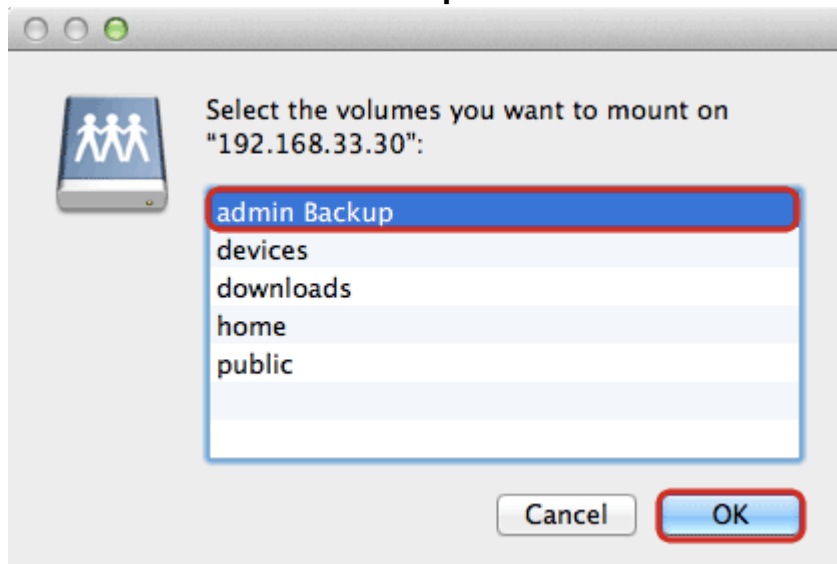 Select the volumes you want to mount on
"192.168.33.30":
admin Backup
devices
downloads
home
public
Cancel
OK